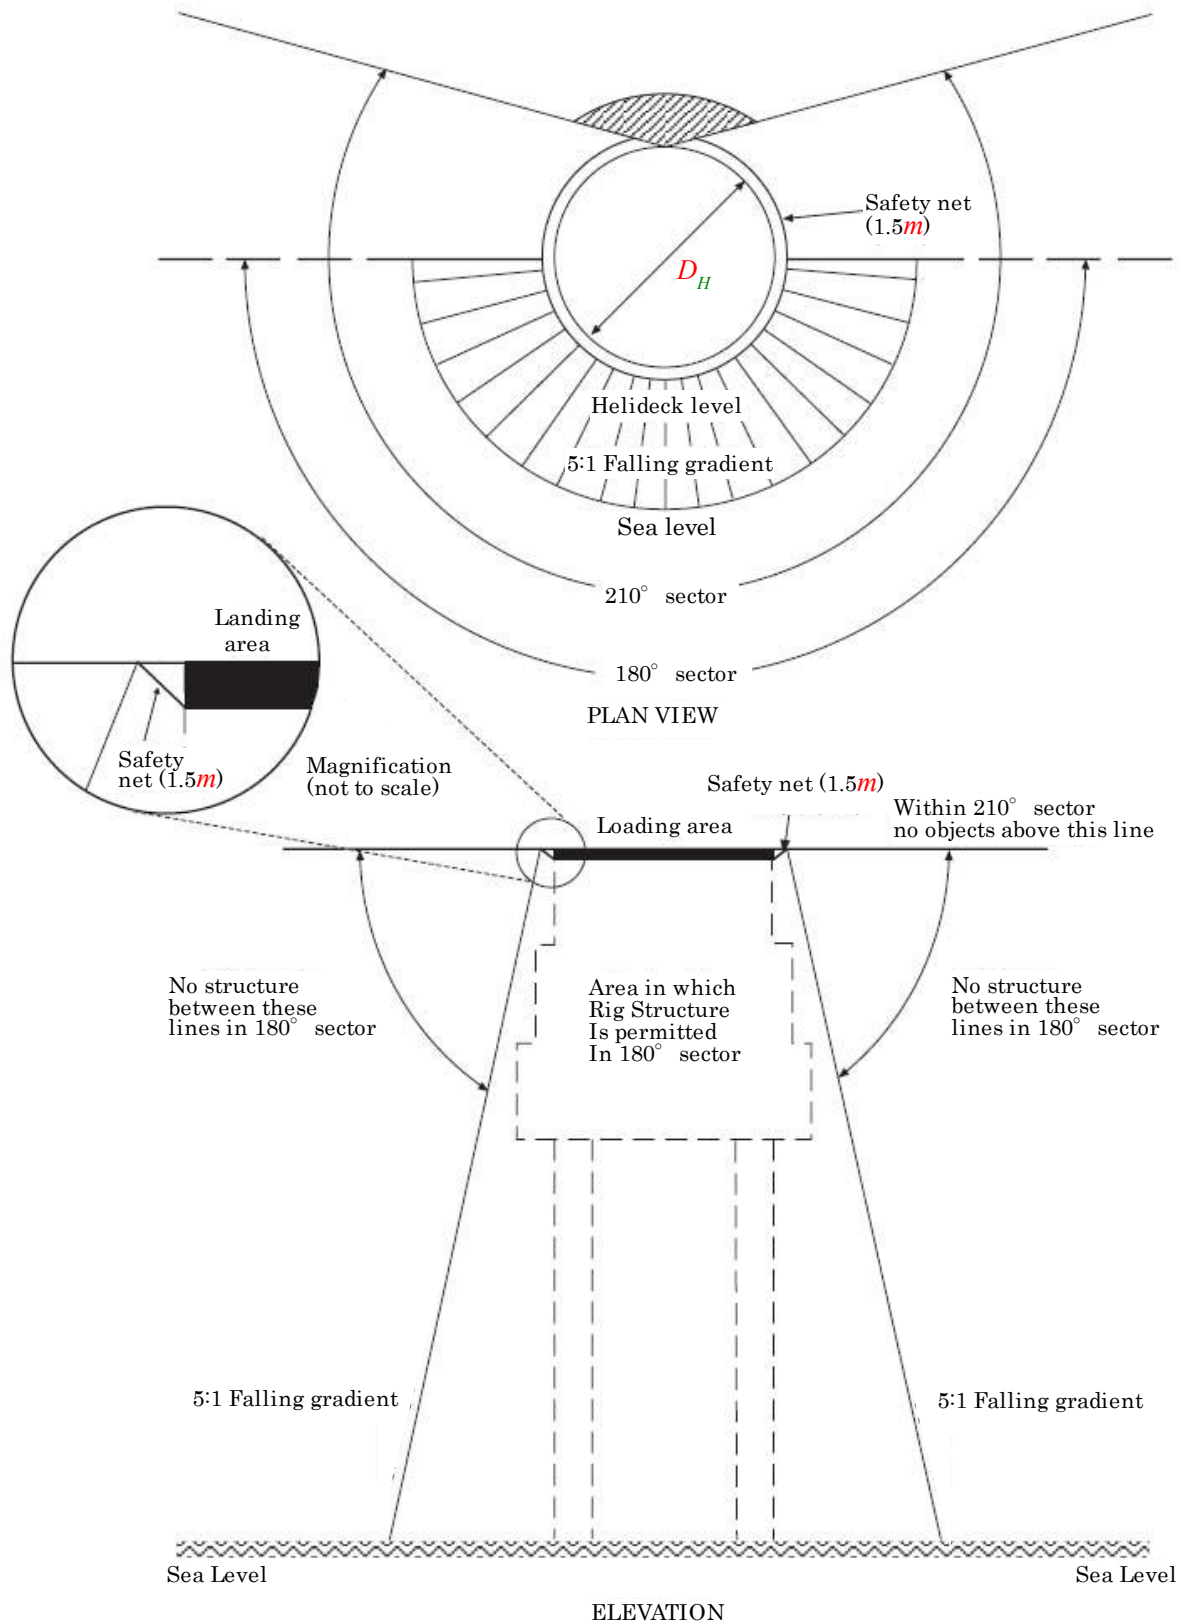 Safety net
(1.5m)
D_H
Helideck level
5:1 Falling gradient
Sea level
210° sector
180° sector
PLAN VIEW
Landing
area
Safety
net (1.5m)
Magnification
(not to scale)
Safety net (1.5m)
Loading area
Within 210° sector
no objects above this line
No structure
between these
lines in 180° sector
Area in which
Rig Structure
Is permitted
In 180° sector
No structure
between these
lines in 180° sector
5:1 Falling gradient
5:1 Falling gradient
Sea Level
Sea Level
ELEVATION